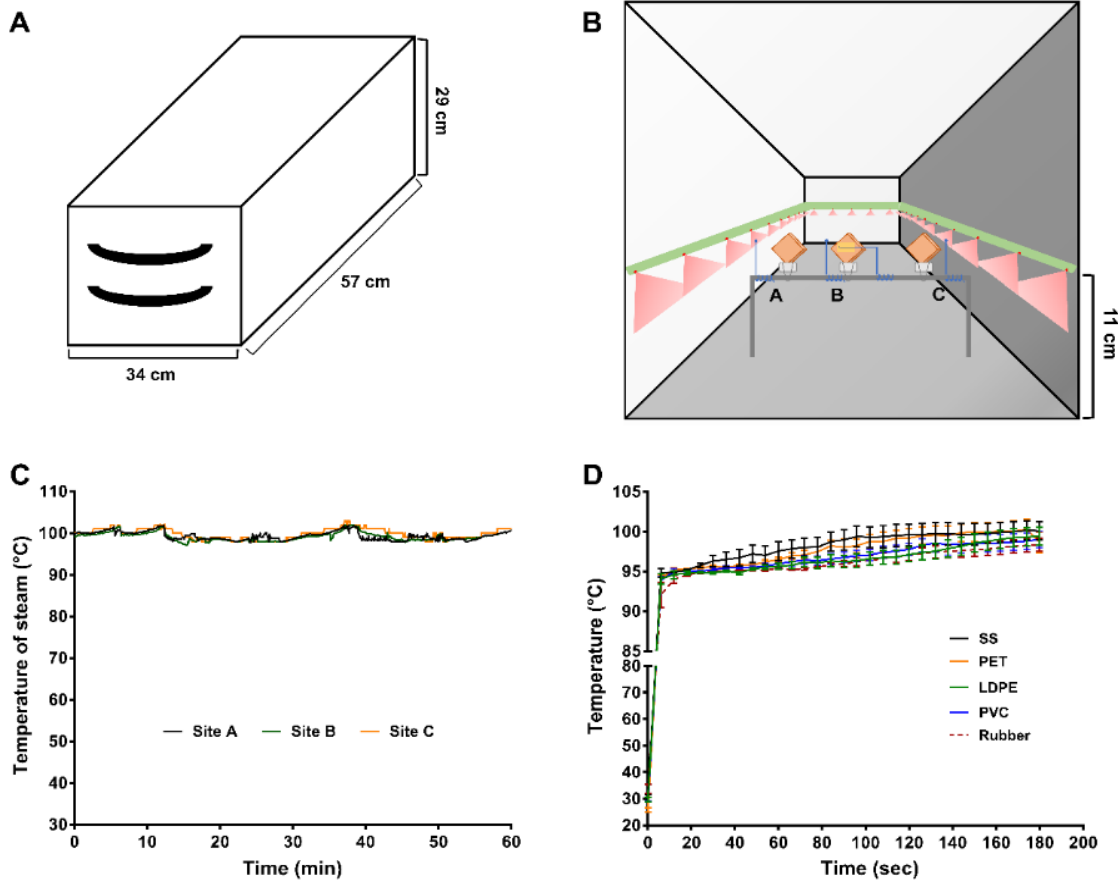 A
29 cm
57 cm
34 cm
B
A
B
C
11 cm
C
Temperature of steam (°C)
110
100
90
80
70
60
50
40
30
Site A
Site B
Site C
0
10
20
30
40
50
60
Time (min)
D
Temperature (°C)
105
100
95
90
85
80
70
60
50
40
30
20
SS
PET
LDPE
PVC
Rubber
0
20
40
60
80
100
120
140
160
180
200
Time (sec)